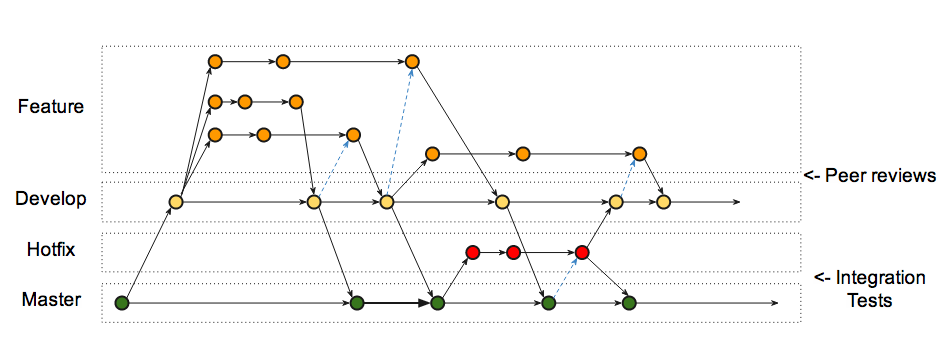 Feature
<- Peer reviews
Develop
Hotfix
<- Integration
Tests
Master